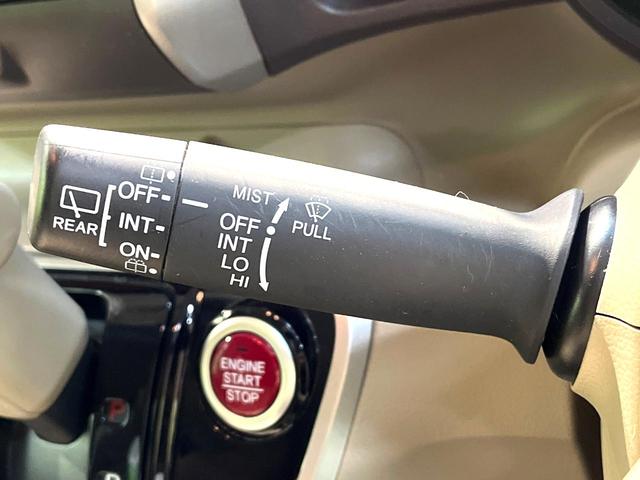 OFF
REAR
INT
ON
MIST
OFF
INT
LO
HI
PULL
ENGINE
START
STOP
P